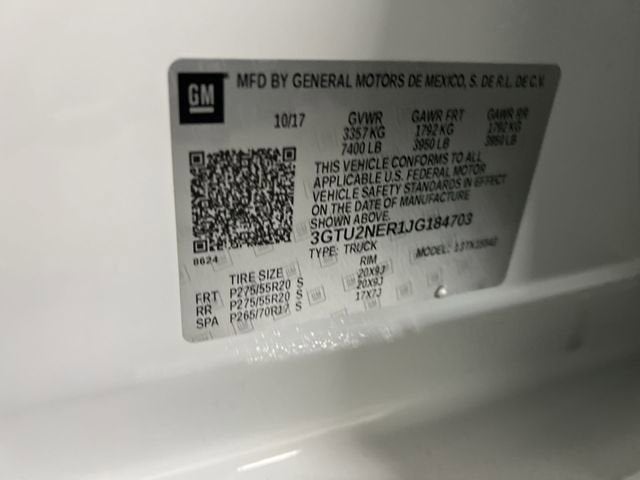 GM
MFD BY GENERAL MOTORS DE MEXICO, S. DE R.L. DE C.V.
10/17 GVWR GAWR FRT GAWR RR
3357 KG 1792 KG 1792 KG
7400 LB 3950 LB 3950 LB
THIS VEHICLE CONFORMS TO ALL
APPLICABLE U.S. FEDERAL MOTOR
VEHICLE SAFETY STANDARDS IN EFFECT
ON THE DATE OF MANUFACTURE
SHOWN ABOVE.
3GTU2NER1JG184703
8624 TYPE: TRUCK MODEL:
TIRE SIZE RIM
FRT P275/55R20 S 20X9J
RR P275/55R20 S 20X9J
SPA P265/70R17 S 17X7J